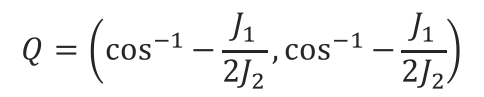 Q = (cos⁻¹ − J₁/2J₂, cos⁻¹ − J₁/2J₂)